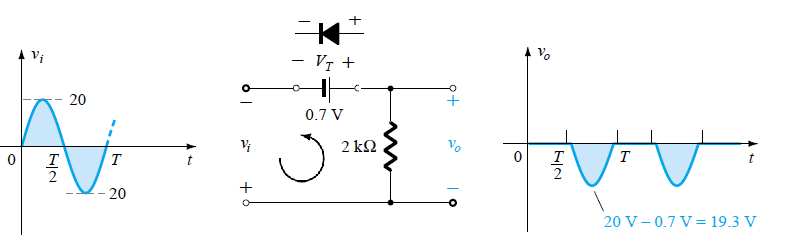 v_i
20
0
T/2
T
t
−20
− +
− V_T +
0.7 V
−
v_i
+
2 kΩ
+
v_o
−
v_o
0
T/2
T
t
20 V − 0.7 V = 19.3 V